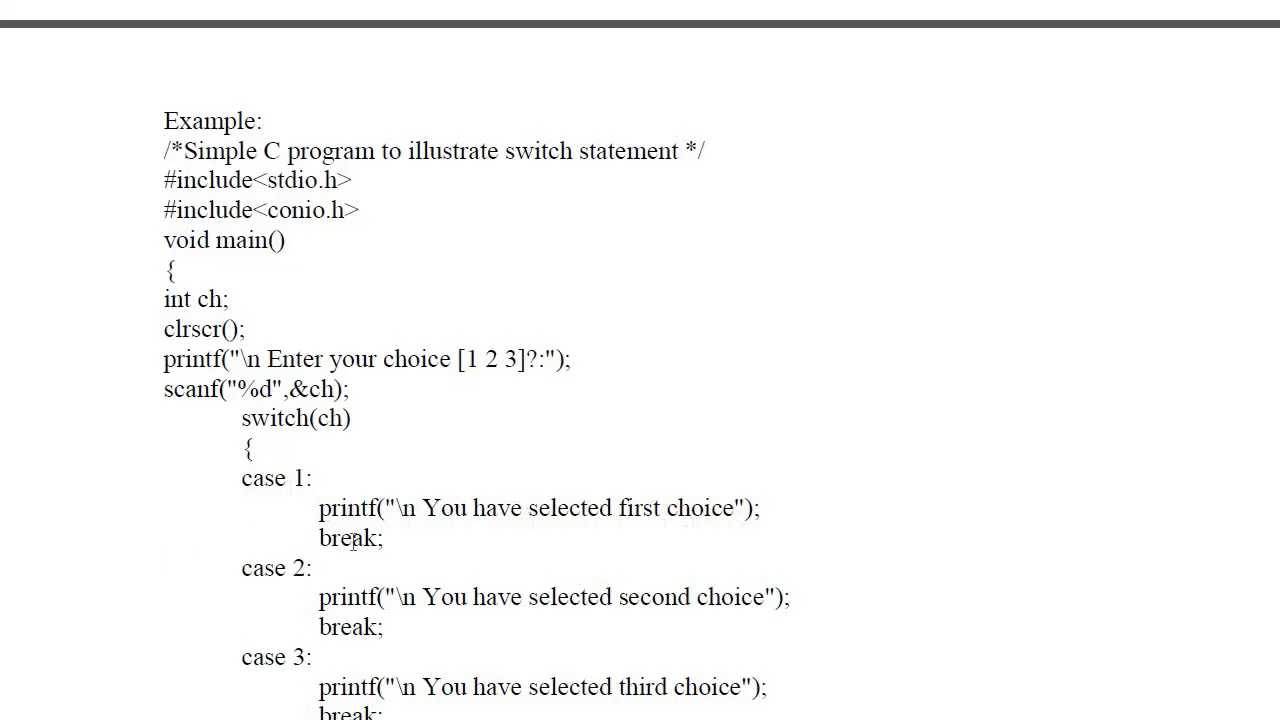 Example:
/*Simple C program to illustrate switch statement */
#include<stdio.h>
#include<conio.h>
void main()
{
int ch;
clrscr();
printf("\n Enter your choice [1 2 3]?:");
scanf("%d",&ch);
switch(ch)
{
case 1:
printf("\n You have selected first choice");
break;
case 2:
printf("\n You have selected second choice");
break;
case 3:
printf("\n You have selected third choice");
break;